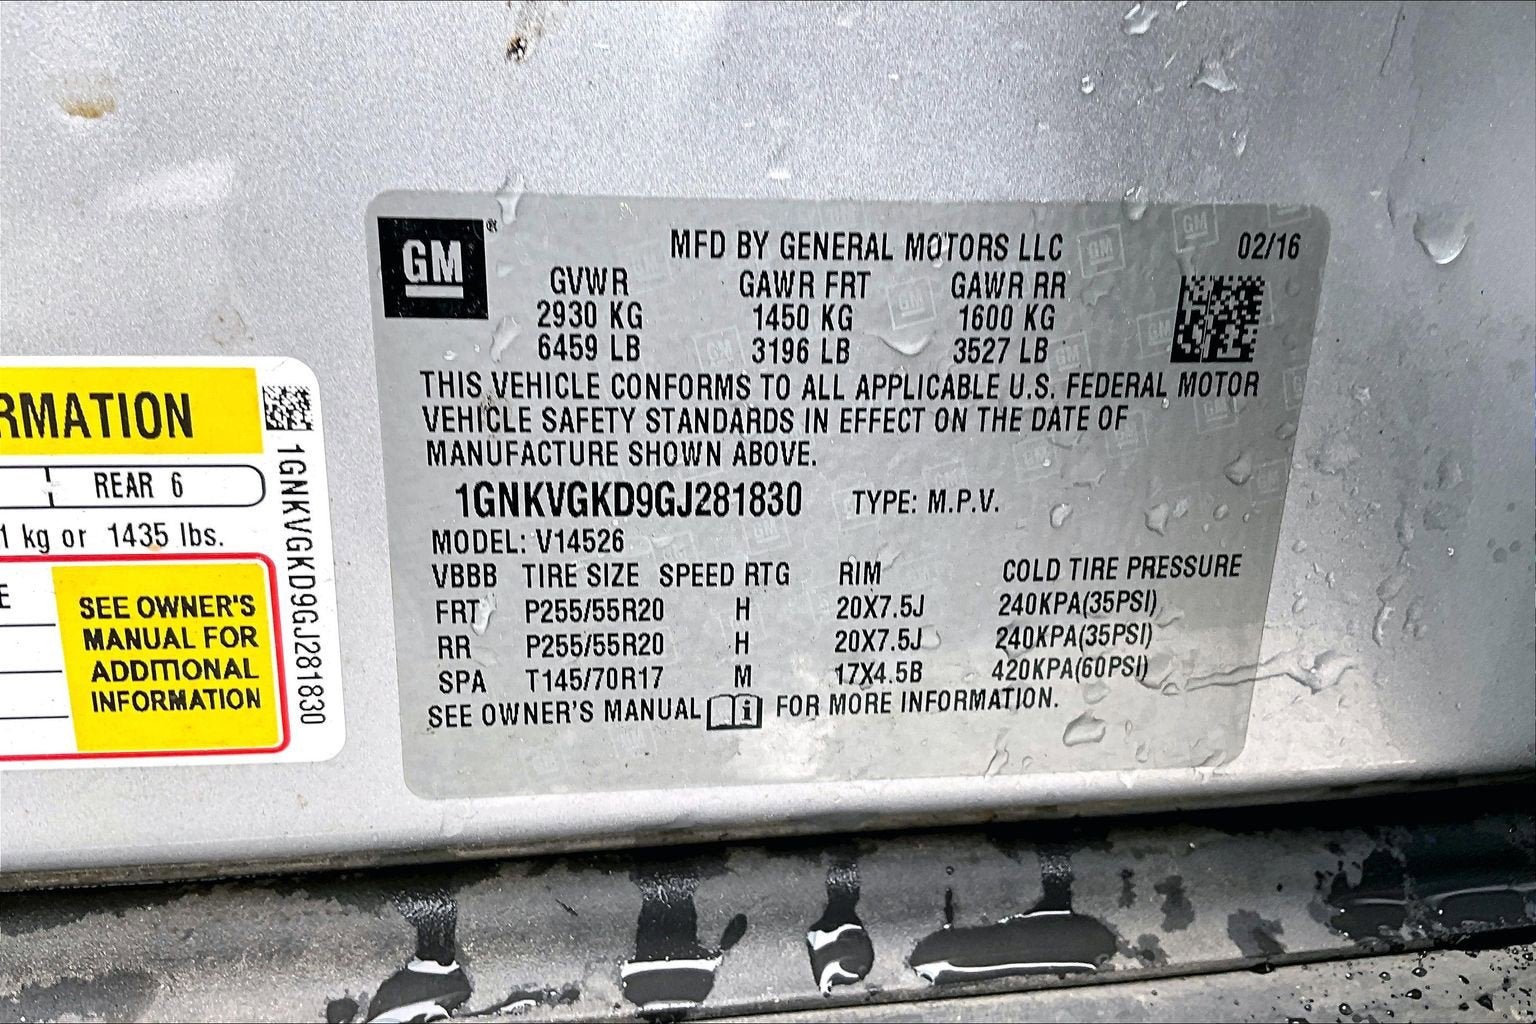 RMATION
REAR 6
1 kg or 1435 lbs.
E
SEE OWNER'S
MANUAL FOR
ADDITIONAL
INFORMATION
1GNKVGKD9GJ281830
GM®
MFD BY GENERAL MOTORS LLC 02/16
GVWR GAWR FRT GAWR RR
2930 KG 1450 KG 1600 KG
6459 LB 3196 LB 3527 LB
THIS VEHICLE CONFORMS TO ALL APPLICABLE U.S. FEDERAL MOTOR
VEHICLE SAFETY STANDARDS IN EFFECT ON THE DATE OF
MANUFACTURE SHOWN ABOVE.
1GNKVGKD9GJ281830 TYPE: M.P.V.
MODEL: V14526
VBBB TIRE SIZE SPEED RTG RIM COLD TIRE PRESSURE
FRT P255/55R20 H 20X7.5J 240KPA(35PSI)
RR P255/55R20 H 20X7.5J 240KPA(35PSI)
SPA T145/70R17 M 17X4.5B 420KPA(60PSI)
SEE OWNER'S MANUAL i FOR MORE INFORMATION.